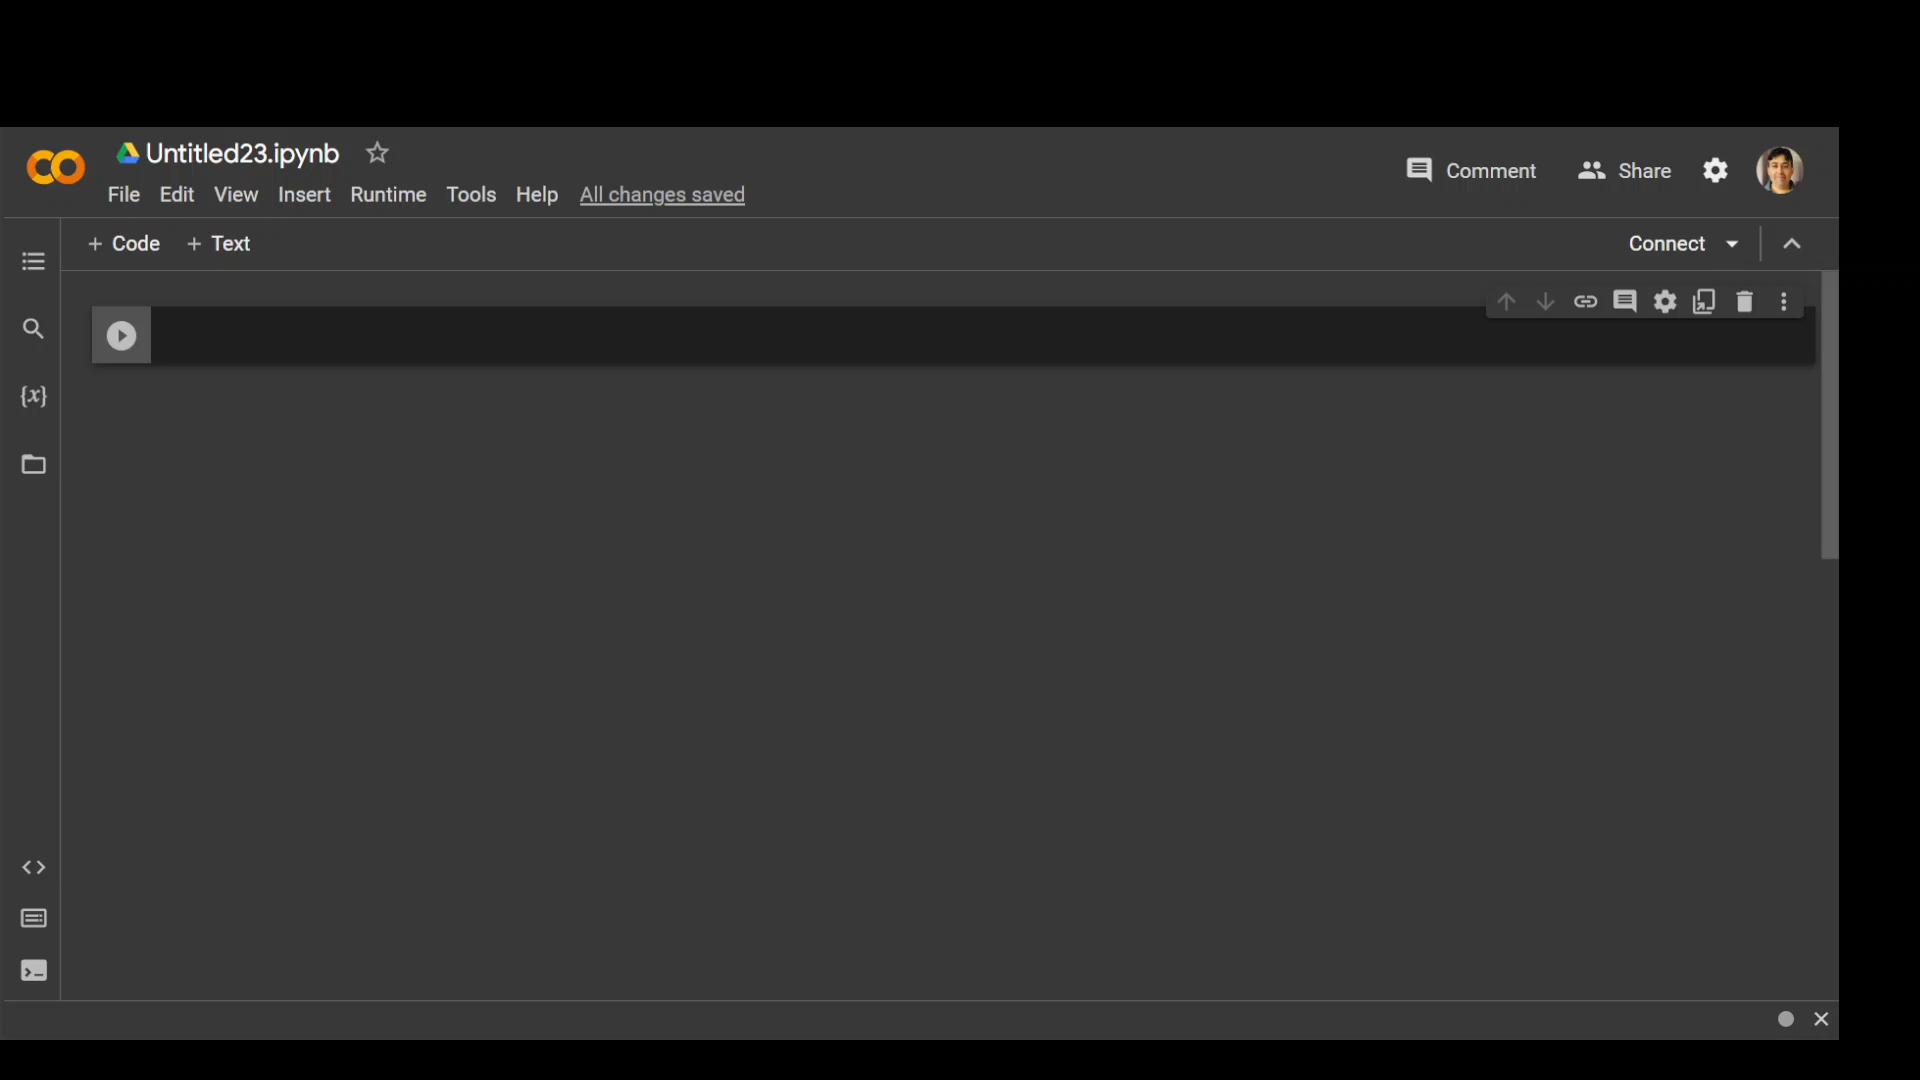 Untitled23.ipynb
File Edit View Insert Runtime Tools Help All changes saved
Comment Share
+ Code + Text
Connect
{x}